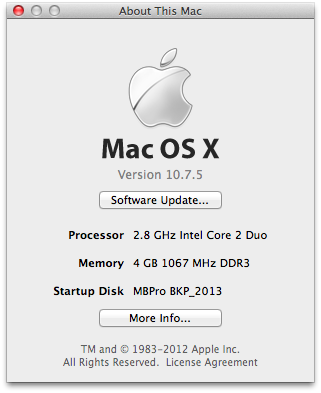 About This Mac
Mac OS X
Version 10.7.5
Software Update...
Processor 2.8 GHz Intel Core 2 Duo
Memory 4 GB 1067 MHz DDR3
Startup Disk MBPro BKP_2013
More Info...
TM and © 1983-2012 Apple Inc.
All Rights Reserved. License Agreement